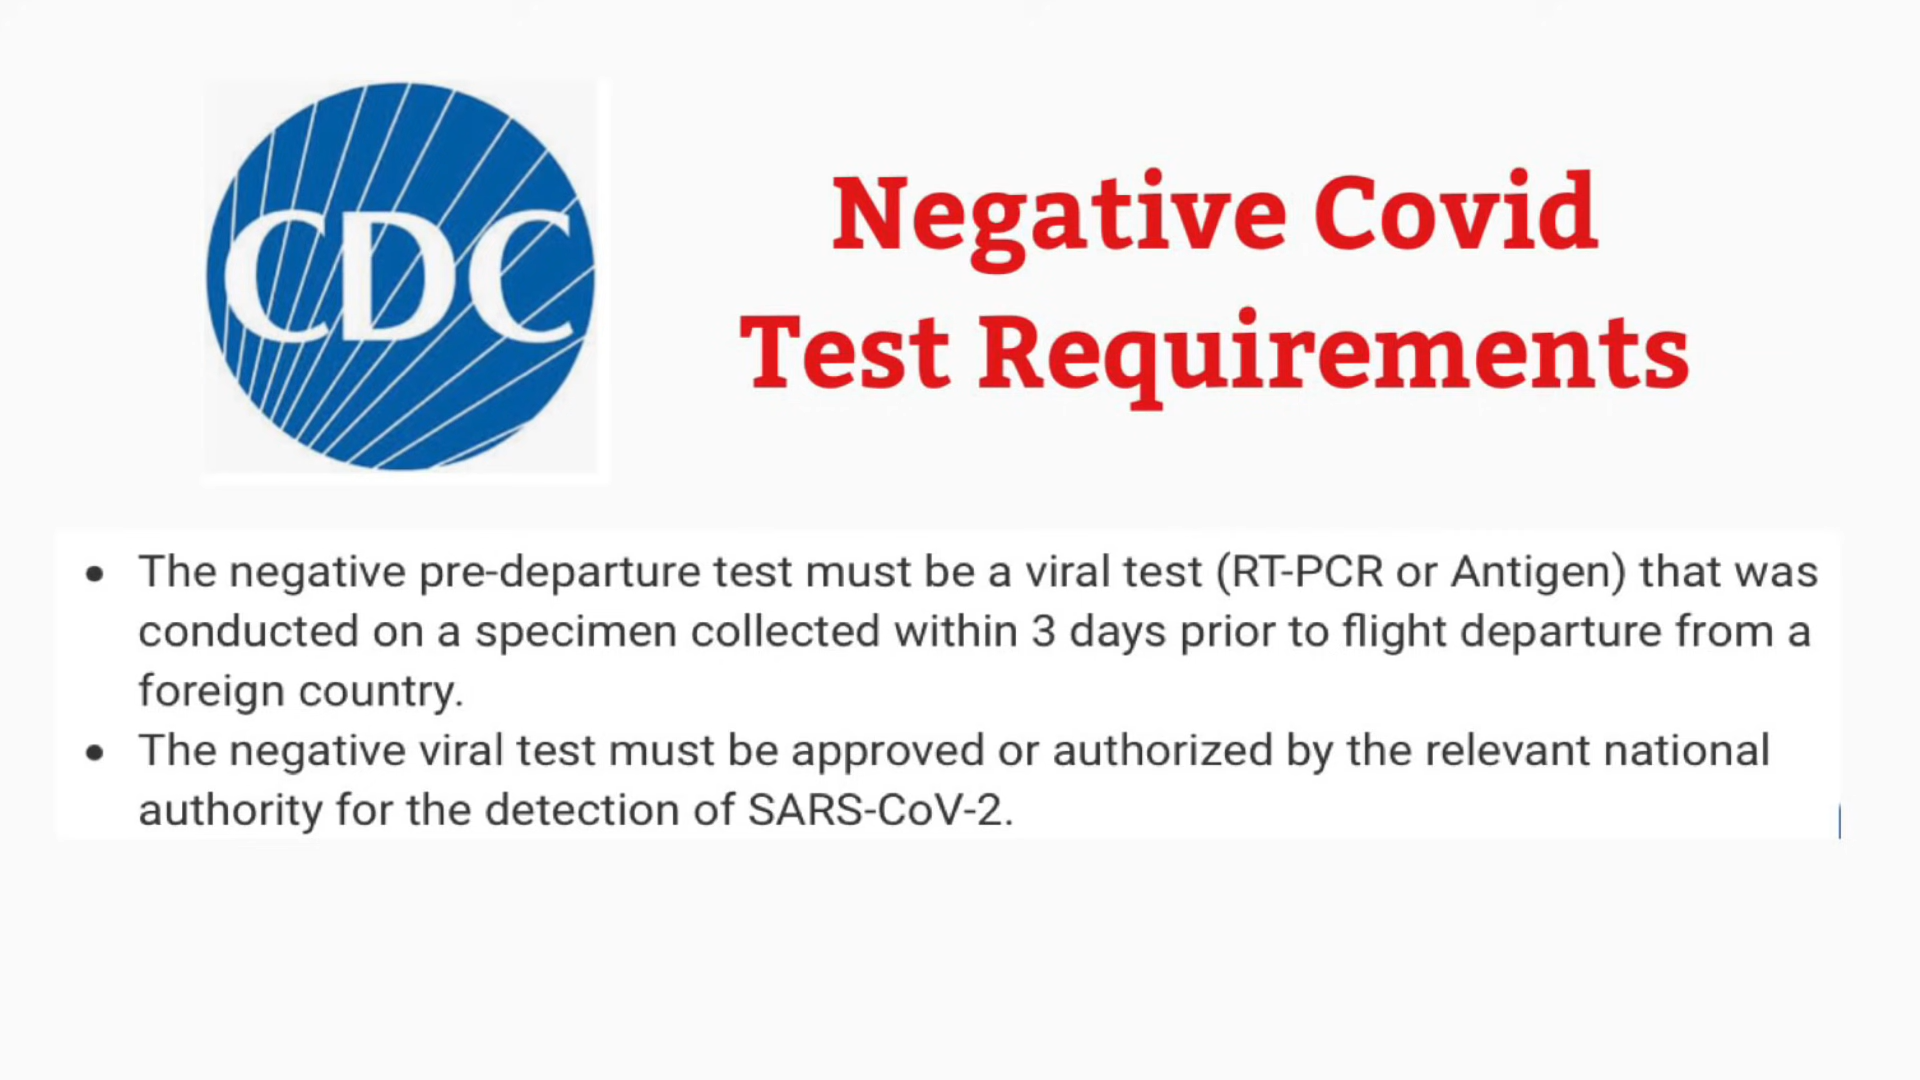 CDC
Negative Covid
Test Requirements
• The negative pre-departure test must be a viral test (RT-PCR or Antigen) that was
conducted on a specimen collected within 3 days prior to flight departure from a
foreign country.
• The negative viral test must be approved or authorized by the relevant national
authority for the detection of SARS-CoV-2.